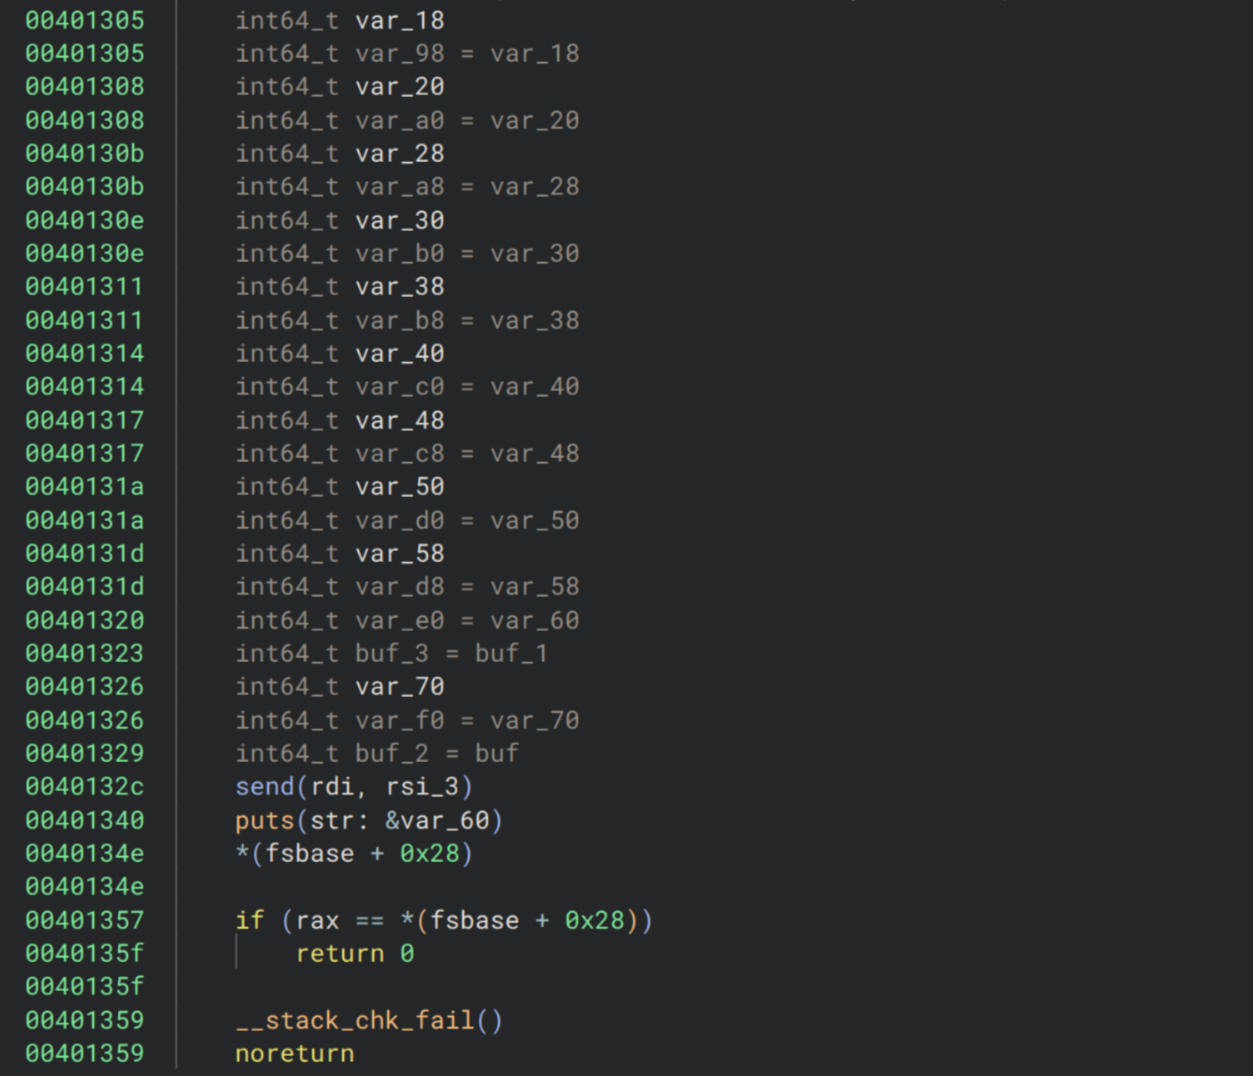 00401305 int64_t var_18
00401305 int64_t var_98 = var_18
00401308 int64_t var_20
00401308 int64_t var_a0 = var_20
0040130b int64_t var_28
0040130b int64_t var_a8 = var_28
0040130e int64_t var_30
0040130e int64_t var_b0 = var_30
00401311 int64_t var_38
00401311 int64_t var_b8 = var_38
00401314 int64_t var_40
00401314 int64_t var_c0 = var_40
00401317 int64_t var_48
00401317 int64_t var_c8 = var_48
0040131a int64_t var_50
0040131a int64_t var_d0 = var_50
0040131d int64_t var_58
0040131d int64_t var_d8 = var_58
00401320 int64_t var_e0 = var_60
00401323 int64_t buf_3 = buf_1
00401326 int64_t var_70
00401326 int64_t var_f0 = var_70
00401329 int64_t buf_2 = buf
0040132c send(rdi, rsi_3)
00401340 puts(str: &var_60)
0040134e *(fsbase + 0x28)
0040134e
00401357 if (rax == *(fsbase + 0x28))
0040135f return 0
0040135f
00401359 __stack_chk_fail()
00401359 noreturn